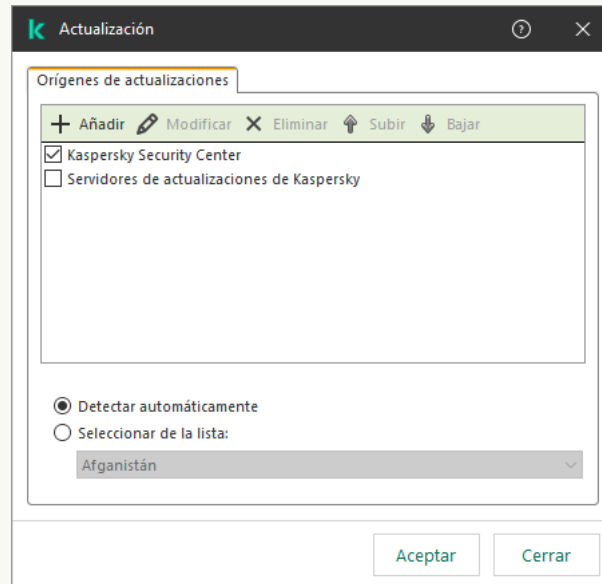 Actualización
Orígenes de actualizaciones
Añadir Modificar Eliminar Subir Bajar
Kaspersky Security Center
Servidores de actualizaciones de Kaspersky
Detectar automáticamente
Seleccionar de la lista:
Afganistán
Aceptar Cerrar